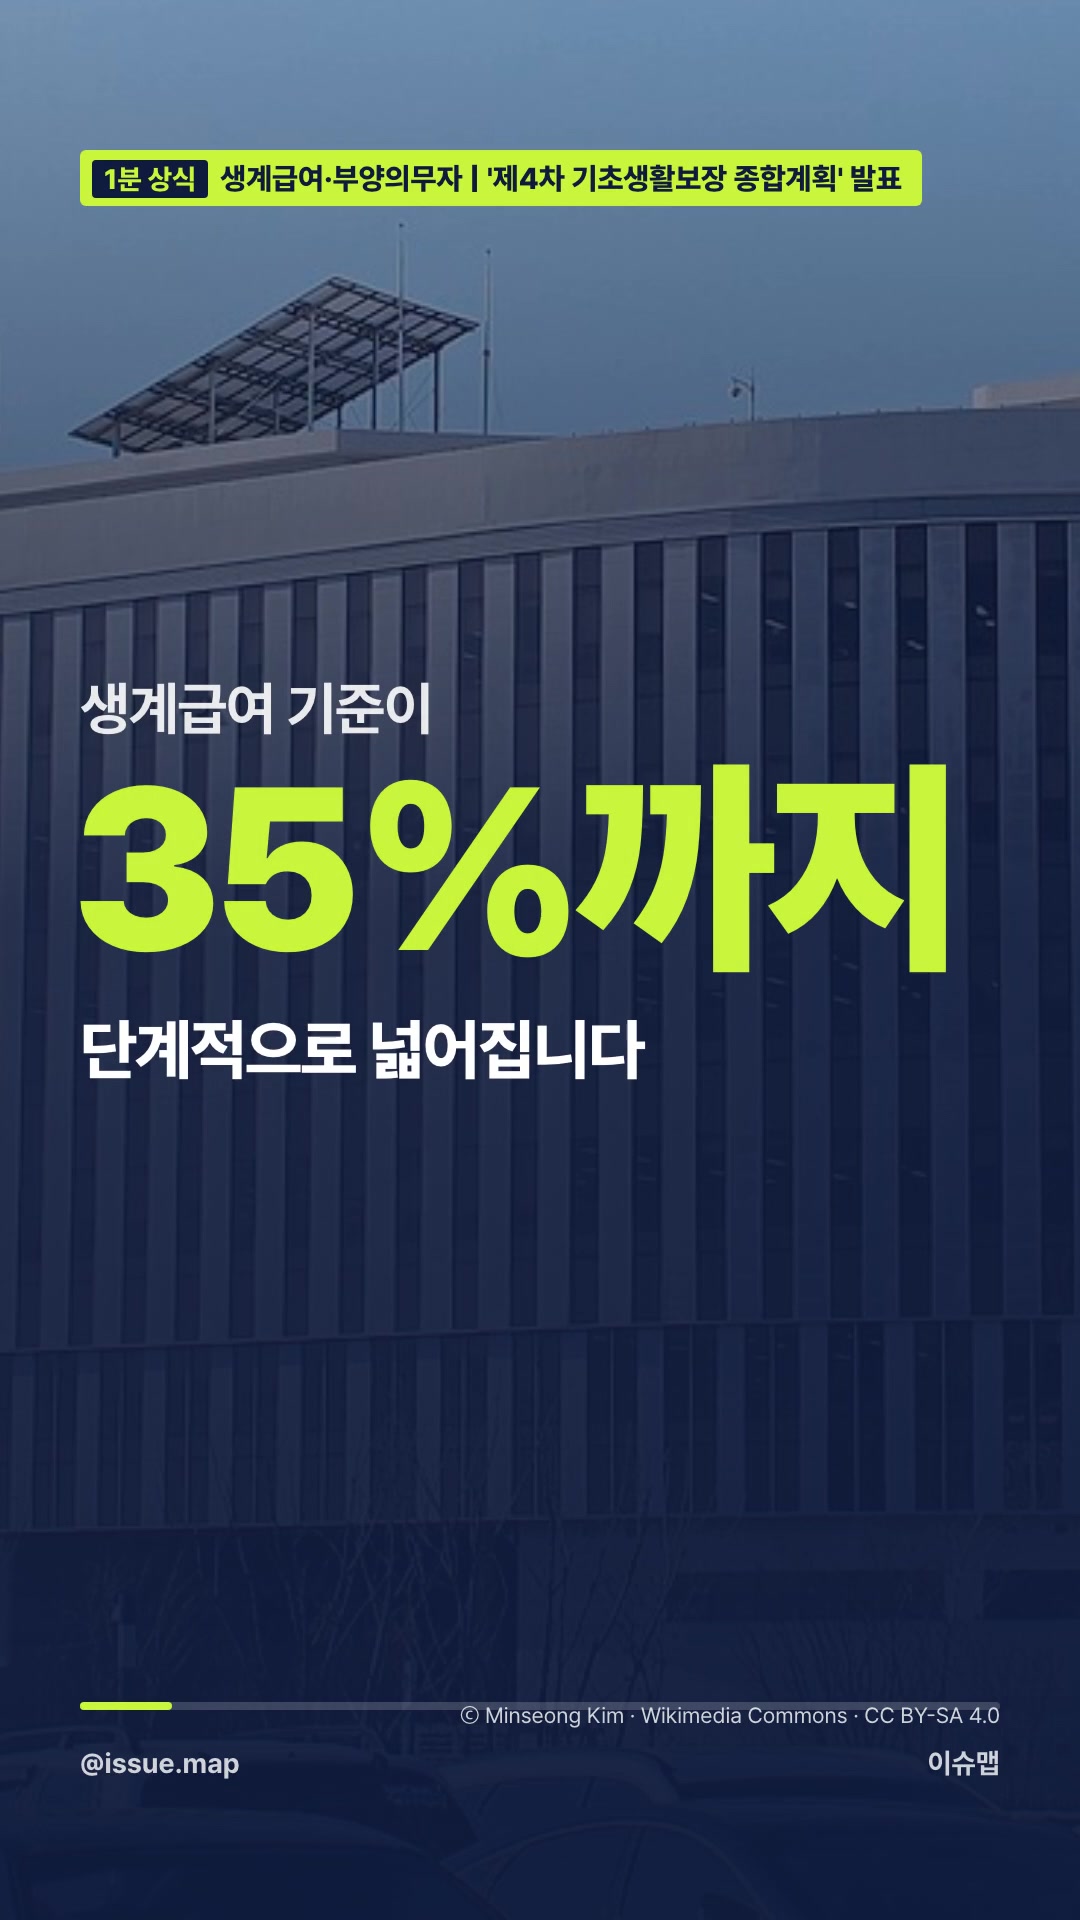 1분 상식 생계급여·부양의무자 | '제4차 기초생활보장 종합계획' 발표
생계급여 기준이
35%까지
단계적으로 넓어집니다
© Minseong Kim · Wikimedia Commons · CC BY-SA 4.0
@issue.map 이슈맵